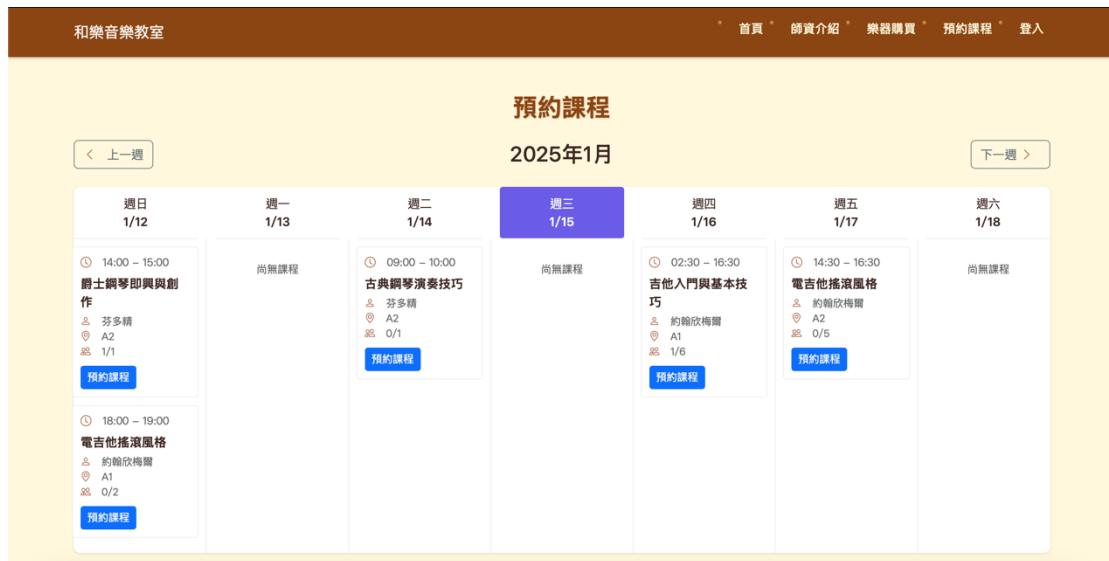 和樂音樂教室
首頁 師資介紹 樂器購買 預約課程 登入
預約課程
上一週
2025年1月
下一週
週日
1/12
週一
1/13
週二
1/14
週三
1/15
週四
1/16
週五
1/17
週六
1/18
14:00 – 15:00
爵士鋼琴即興與創
作
芬多精
A2
1/1
預約課程
18:00 – 19:00
電吉他搖滾風格
約翰欣梅爾
A1
0/2
預約課程
尚無課程
09:00 – 10:00
古典鋼琴演奏技巧
芬多精
A2
0/1
預約課程
尚無課程
02:30 – 16:30
吉他入門與基本技
巧
約翰欣梅爾
A1
1/6
預約課程
14:30 – 16:30
電吉他搖滾風格
約翰欣梅爾
A2
0/5
預約課程
尚無課程